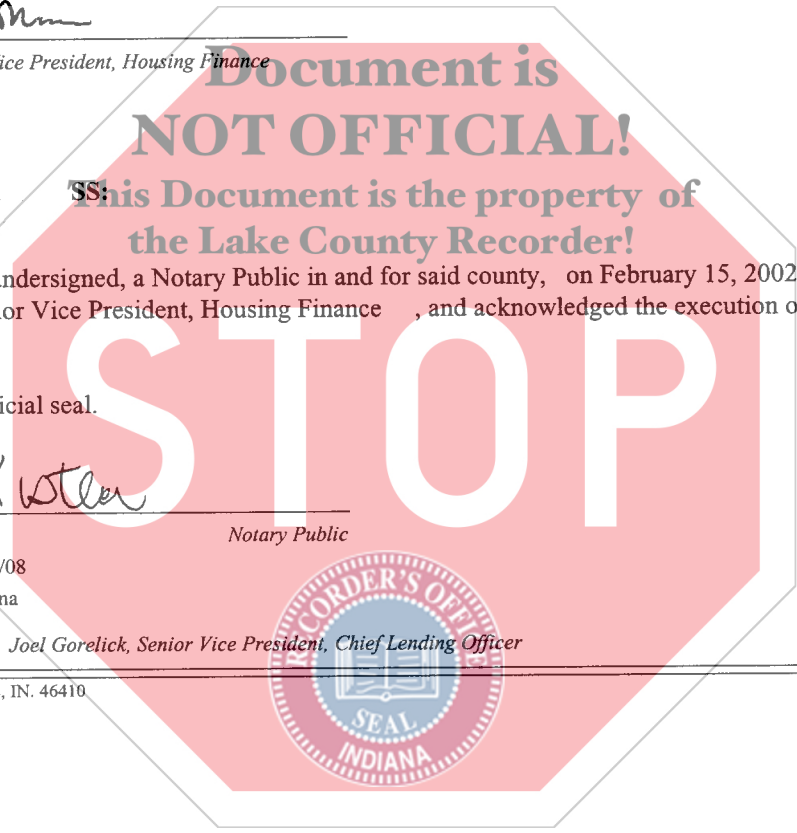 ice President, Housing Finance
Document is
NOT OFFICIAL!
SS:
This Document is the property of
the Lake County Recorder!
ndersigned, a Notary Public in and for said county, on February 15, 2002
or Vice President, Housing Finance , and acknowledged the execution o
STOP
icial seal.
Notary Public
/08
na
RECORDER'S OFFICE
Joel Gorelick, Senior Vice President, Chief Lending Officer
, IN. 46410
SEAL
INDIANA